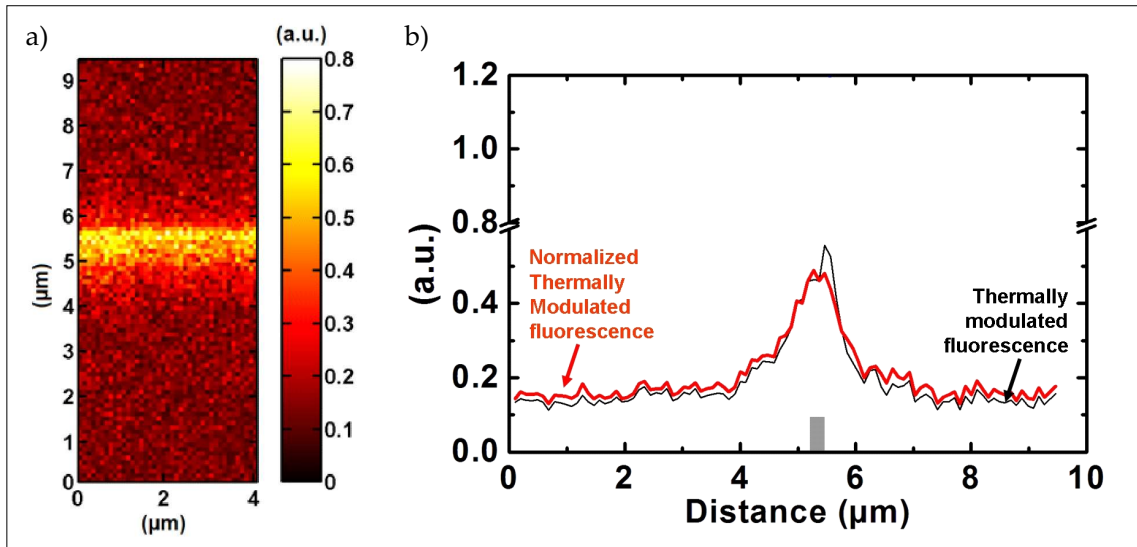 a)
(a.u.)
9
8
7
6
5
4
3
2
1
0
(µm)
0
2
4
(µm)
0.8
0.7
0.6
0.5
0.4
0.3
0.2
0.1
0
b)
1.2
1.0
0.8
0.4
0.2
0.0
(a.u.)
Normalized
Thermally
Modulated
fluorescence
Thermally
modulated
fluorescence
0
2
4
6
8
10
Distance (µm)